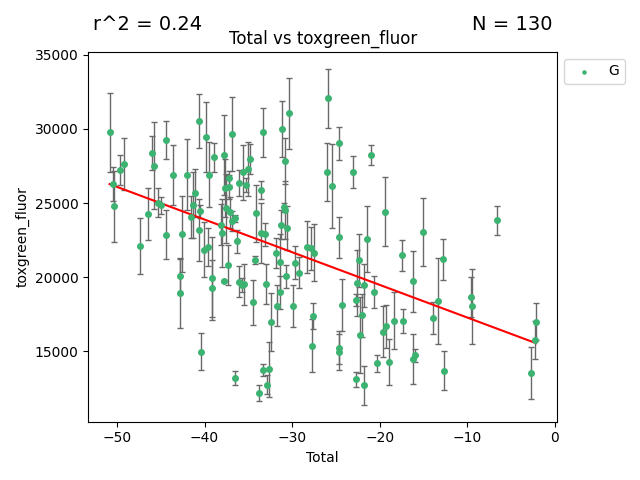 r^2 = 0.24
N = 130
Total vs toxgreen_fluor
G
35000
30000
25000
20000
15000
toxgreen_fluor
−50
−40
−30
−20
−10
0
Total